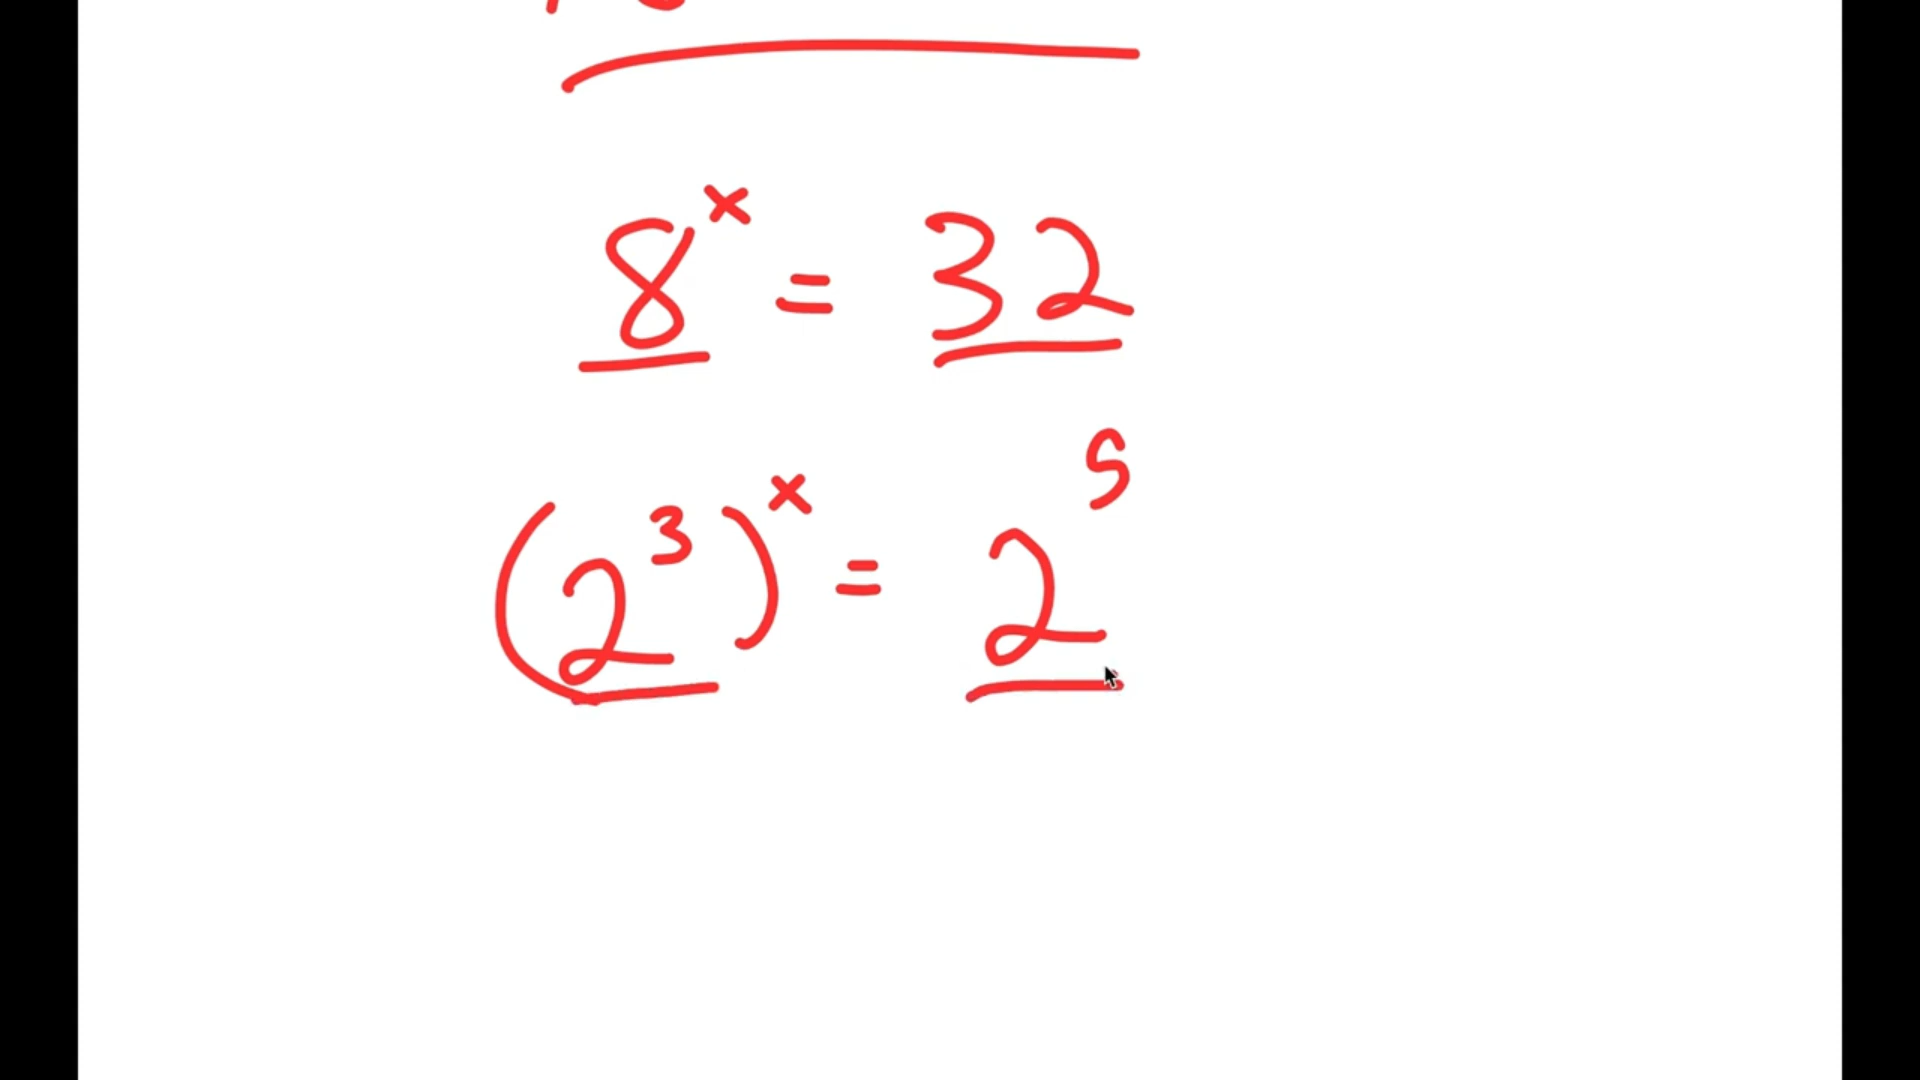 8^x = 32
(2^3)^x = 2^5